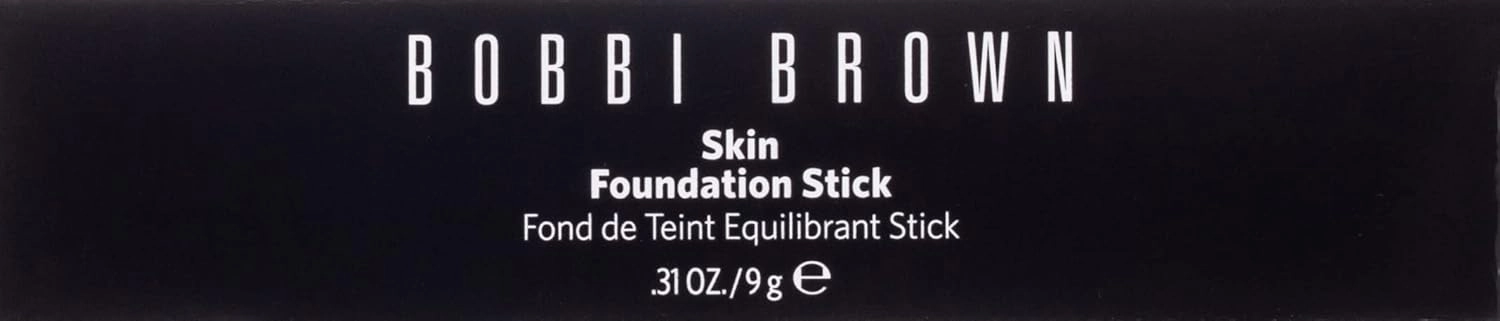 BOBBI BROWN
Skin
Foundation Stick
Fond de Teint Equilibrant Stick
.31 OZ./9 g ℮